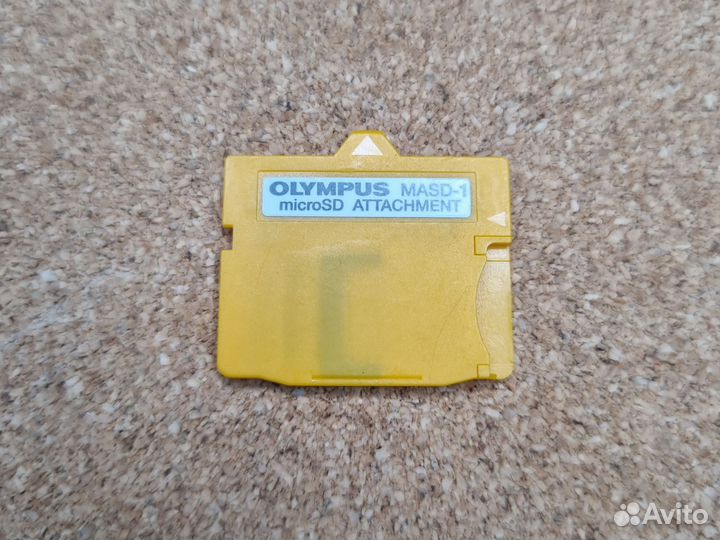 OLYMPUS MASD-1
microSD ATTACHMENT
Avito